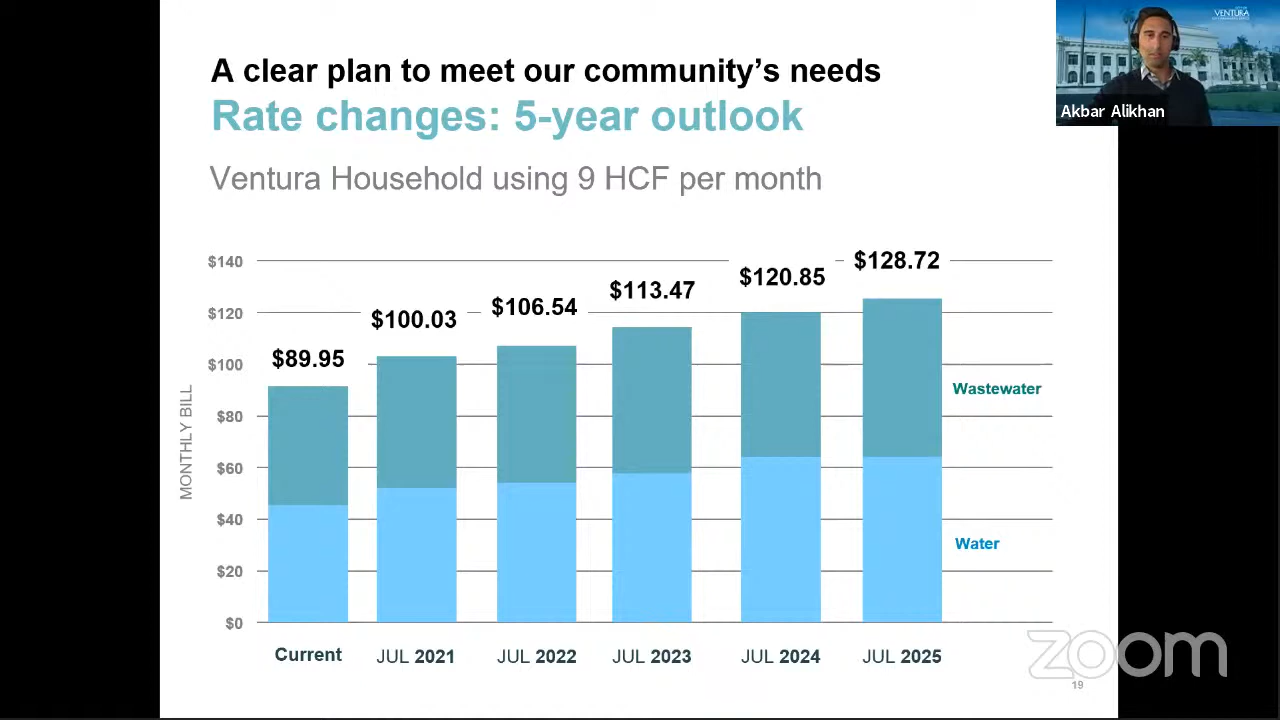 A clear plan to meet our community's needs
Rate changes: 5-year outlook
Ventura Household using 9 HCF per month
VENTURA
Akbar Alikhan
MONTHLY BILL
$140
$120
$100
$80
$60
$40
$20
$0
$89.95
$100.03
$106.54
$113.47
$120.85
$128.72
Wastewater
Water
Current
JUL 2021
JUL 2022
JUL 2023
JUL 2024
JUL 2025
zoom
19